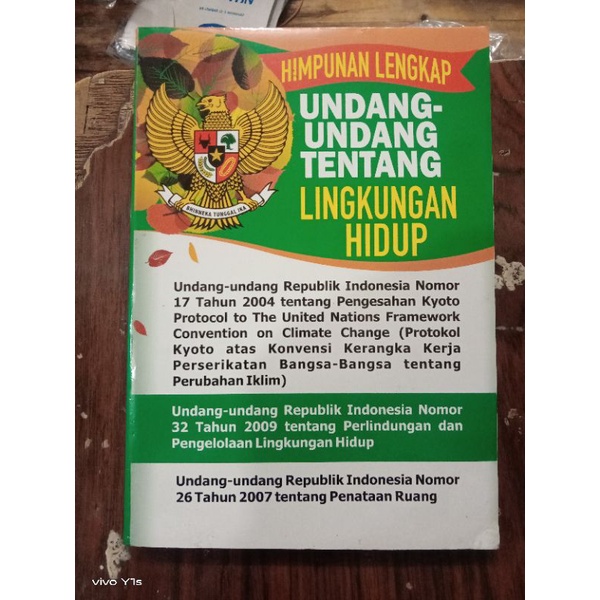 HIMPUNAN LENGKAP
UNDANG-
UNDANG
TENTANG
LINGKUNGAN
HIDUP
BHINNEKA TUNGGAL IKA
Undang-undang Republik Indonesia Nomor
17 Tahun 2004 tentang Pengesahan Kyoto
Protocol to The United Nations Framework
Convention on Climate Change (Protokol
Kyoto atas Konvensi Kerangka Kerja
Perserikatan Bangsa-Bangsa tentang
Perubahan Iklim)
Undang-undang Republik Indonesia Nomor
32 Tahun 2009 tentang Perlindungan dan
Pengelolaan Lingkungan Hidup
Undang-undang Republik Indonesia Nomor
26 Tahun 2007 tentang Penataan Ruang
vivo Y1s